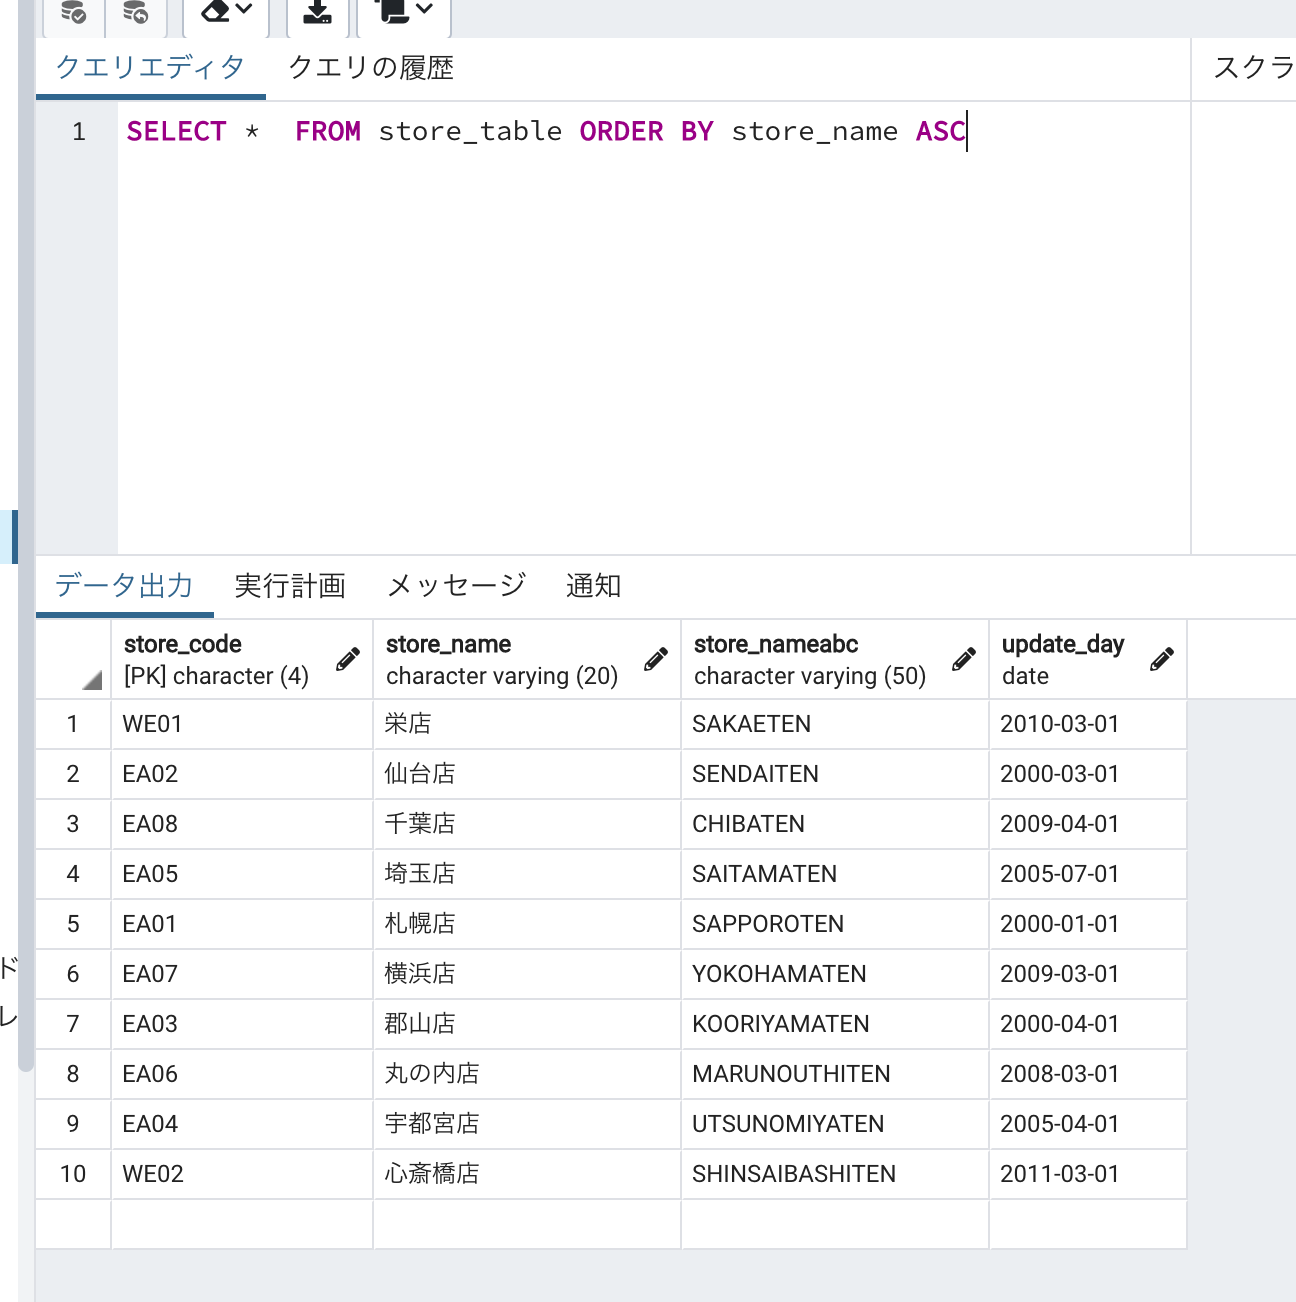 クエリエディタ クエリの履歴 スクラ
1 SELECT *  FROM store_table ORDER BY store_name ASC
データ出力 実行計画 メッセージ 通知
store_code store_name store_nameabc update_day
[PK] character (4) character varying (20) character varying (50) date
1 WE01 栄店 SAKAETEN 2010-03-01
2 EA02 仙台店 SENDAITEN 2000-03-01
3 EA08 千葉店 CHIBATEN 2009-04-01
4 EA05 埼玉店 SAITAMATEN 2005-07-01
5 EA01 札幌店 SAPPOROTEN 2000-01-01
ド
6 EA07 横浜店 YOKOHAMATEN 2009-03-01
レ
7 EA03 郡山店 KOORIYAMATEN 2000-04-01
8 EA06 丸の内店 MARUNOUTHITEN 2008-03-01
9 EA04 宇都宮店 UTSUNOMIYATEN 2005-04-01
10 WE02 心斎橋店 SHINSAIBASHITEN 2011-03-01